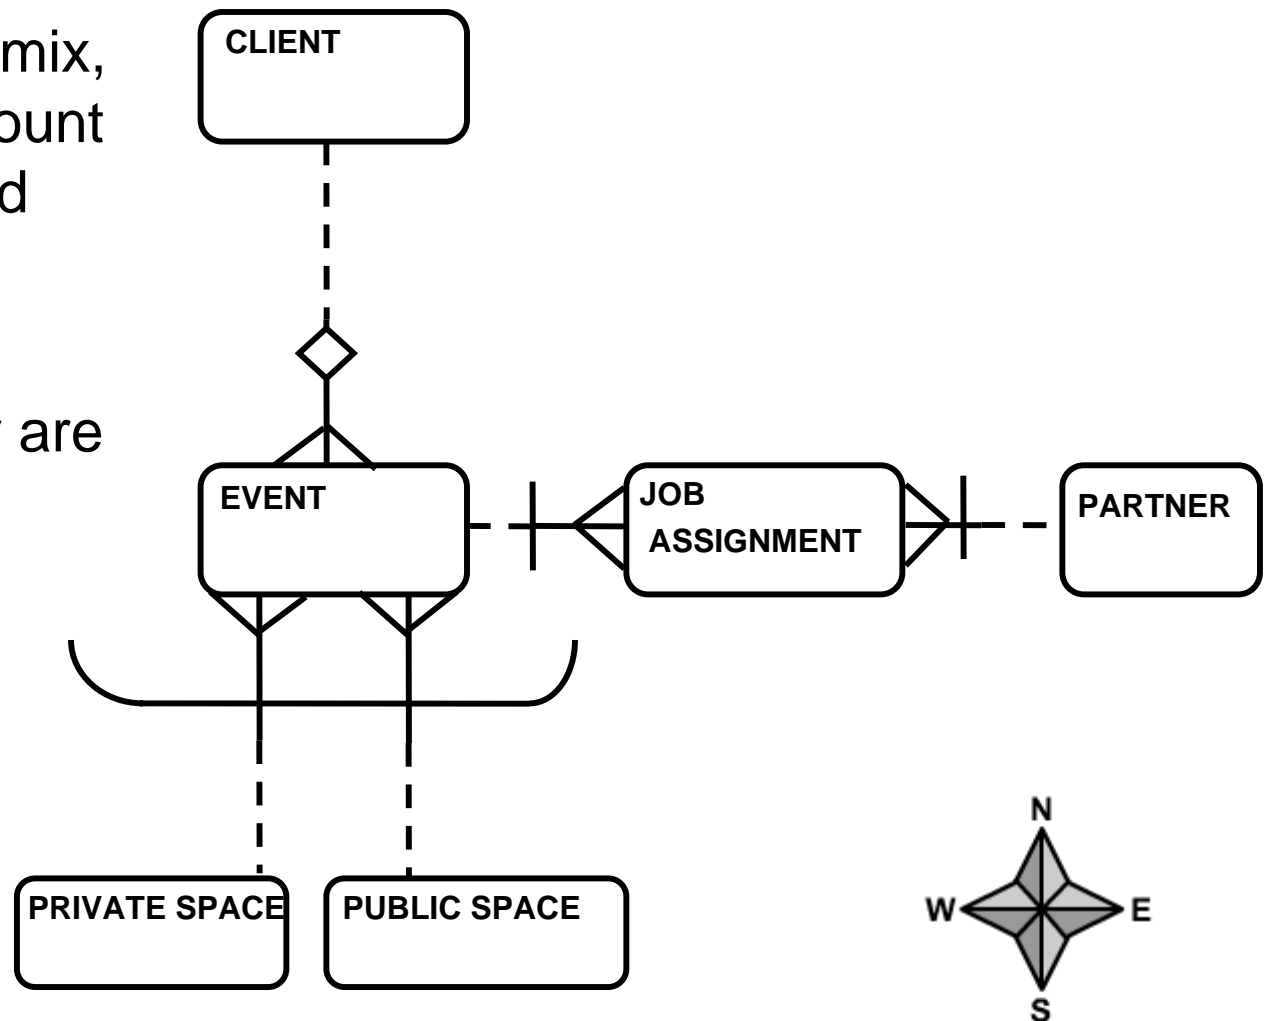 mix,
ount
d
are
CLIENT
EVENT
JOB
ASSIGNMENT
PARTNER
PRIVATE SPACE
PUBLIC SPACE
N
W
E
S